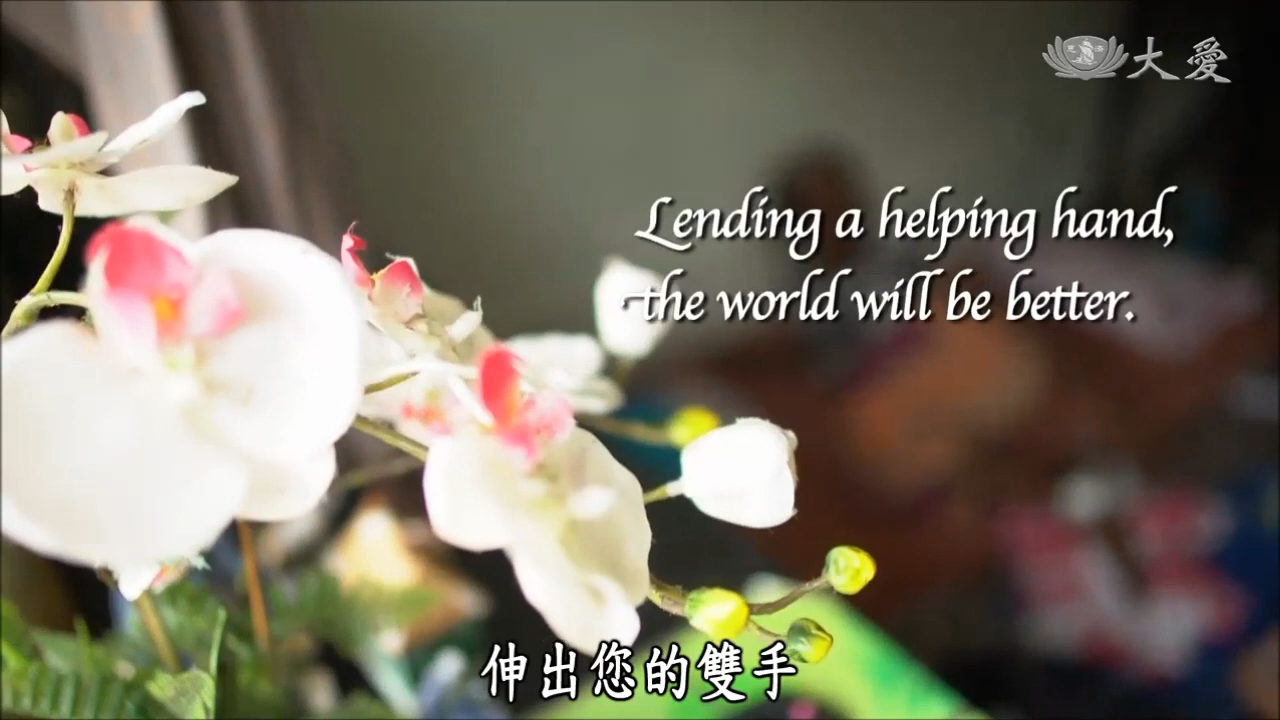 大愛
Lending a helping hand,
the world will be better.
伸出您的雙手